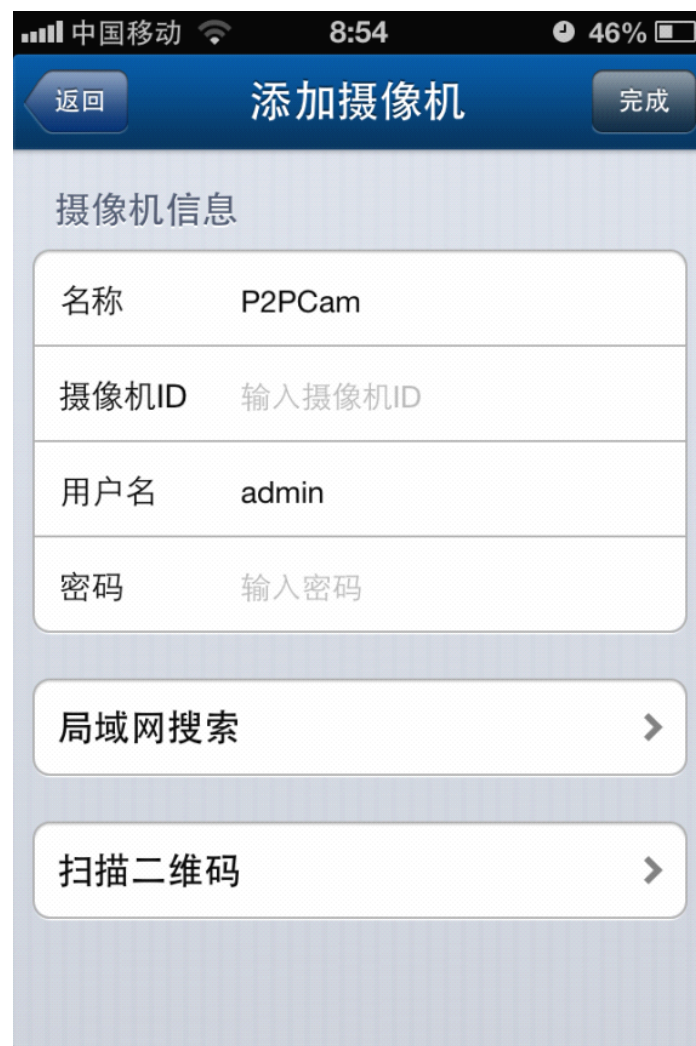 中国移动 8:54 46%
返回 添加摄像机 完成
摄像机信息
名称 P2PCam
摄像机ID 输入摄像机ID
用户名 admin
密码 输入密码
局域网搜索
扫描二维码